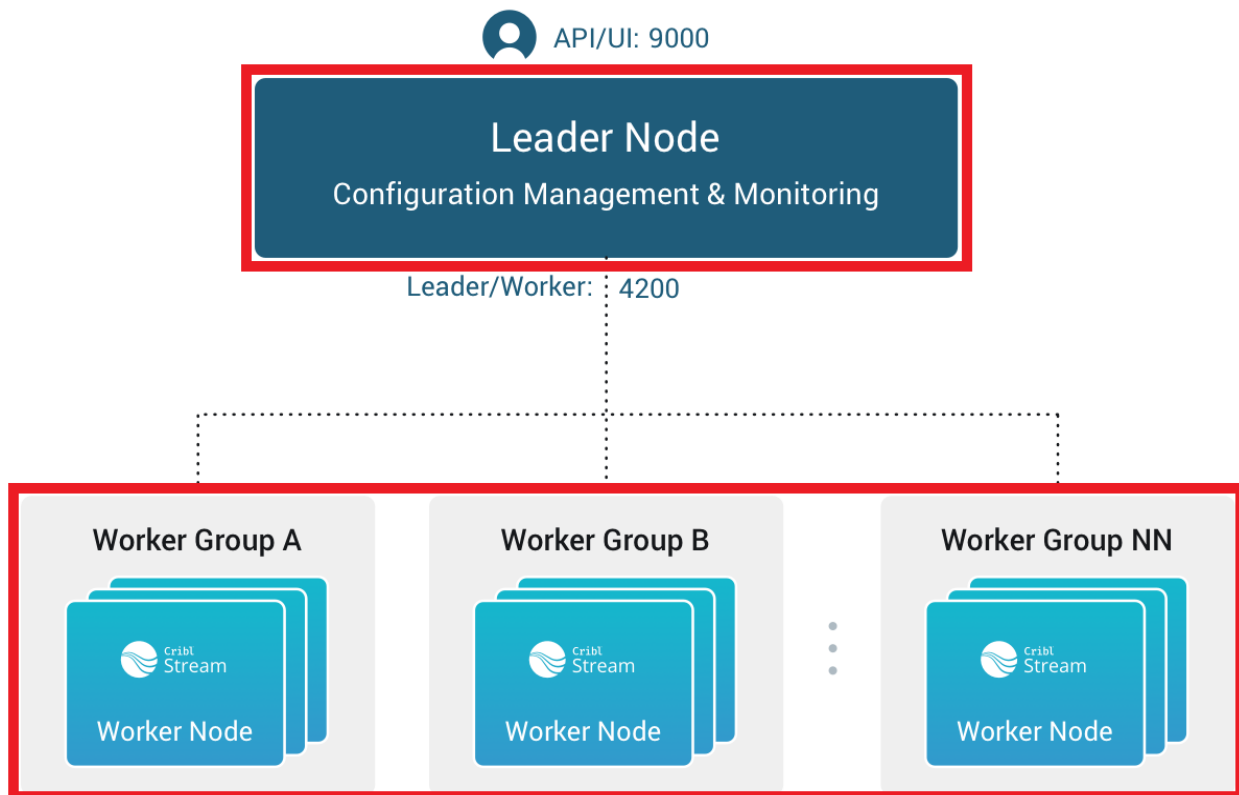 API/UI: 9000
Leader Node
Configuration Management & Monitoring
Leader/Worker: 4200
Worker Group A
Worker Group B
Worker Group NN
Cribl
Stream
Worker Node
Cribl
Stream
Worker Node
Cribl
Stream
Worker Node